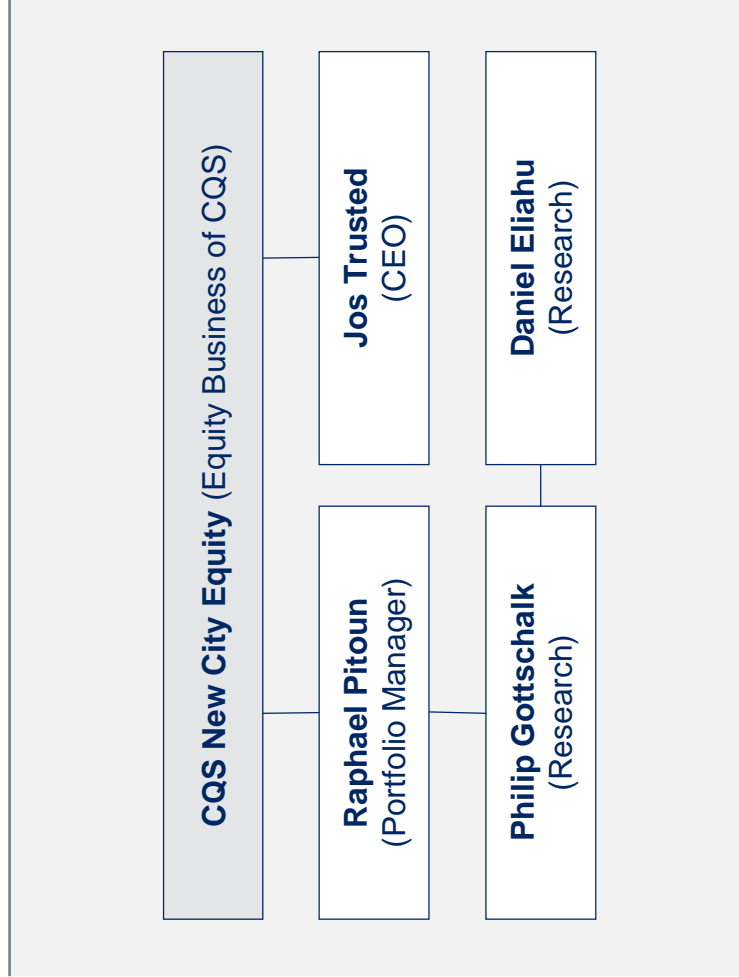 CQS New City Equity (Equity Business of CQS)
Raphael Pitoun
(Portfolio Manager)
Jos Trusted
(CEO)
Philip Gottschalk
(Research)
Daniel Eliahu
(Research)